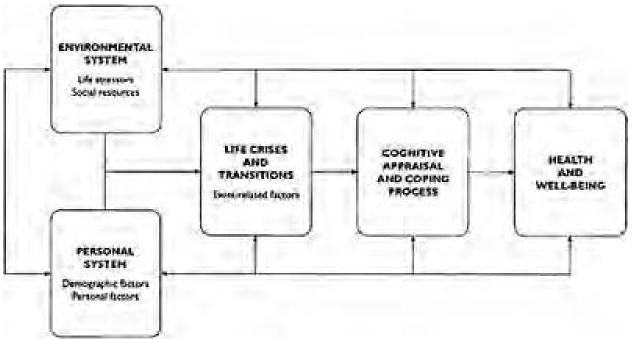 ENVIRONMENTAL
SYSTEM
Life stressors
Social resources
LIFE CRISES
AND
TRANSITIONS
Event-related factors
COGNITIVE
APPRAISAL
AND COPING
PROCESS
HEALTH
AND
WELL-BEING
PERSONAL
SYSTEM
Demographic factors
Personal factors